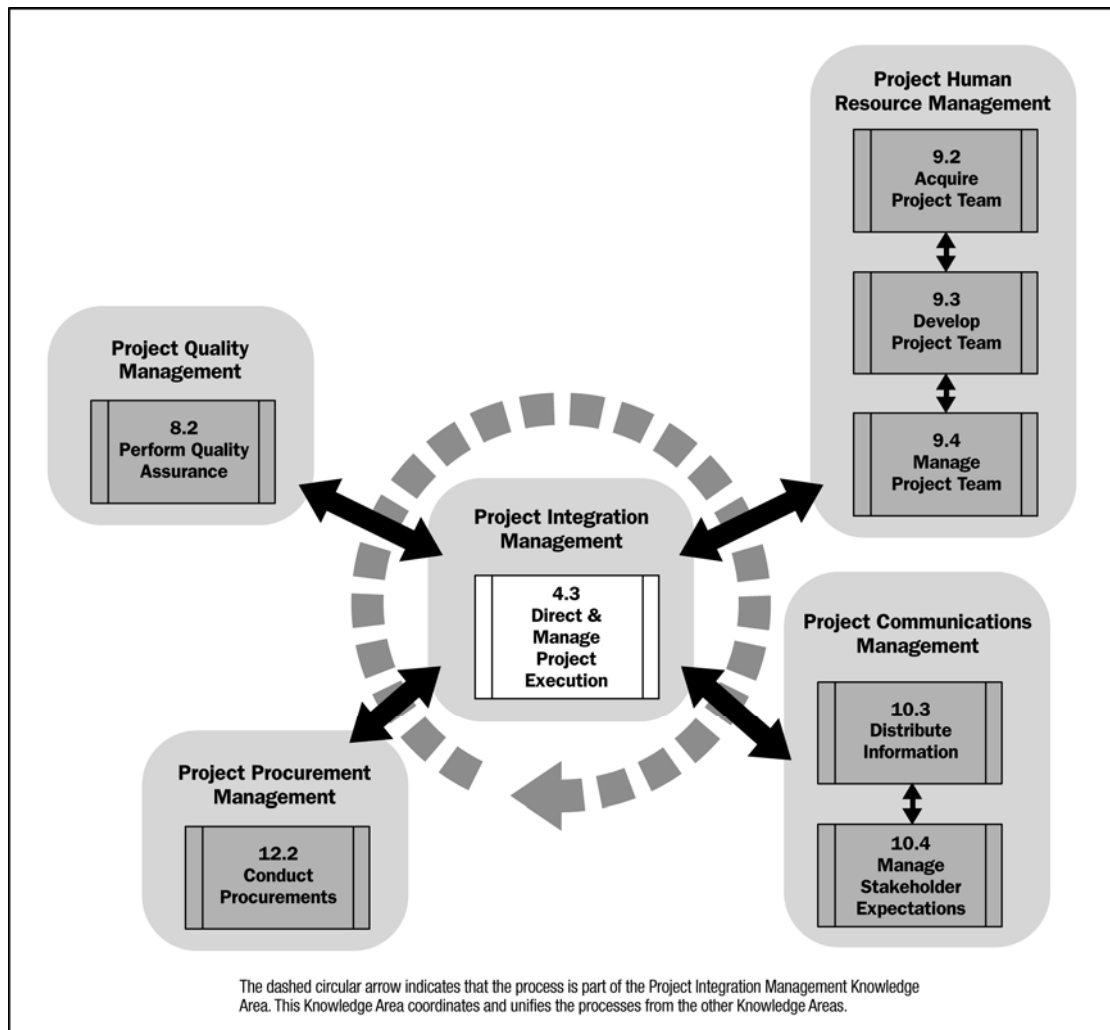 Project Human
Resource Management
9.2
Acquire
Project Team
9.3
Develop
Project Team
9.4
Manage
Project Team
Project Quality
Management
8.2
Perform Quality
Assurance
Project Integration
Management
4.3
Direct &
Manage
Project
Execution
Project Communications
Management
10.3
Distribute
Information
10.4
Manage
Stakeholder
Expectations
Project Procurement
Management
12.2
Conduct
Procurements
The dashed circular arrow indicates that the process is part of the Project Integration Management Knowledge
Area. This Knowledge Area coordinates and unifies the processes from the other Knowledge Areas.